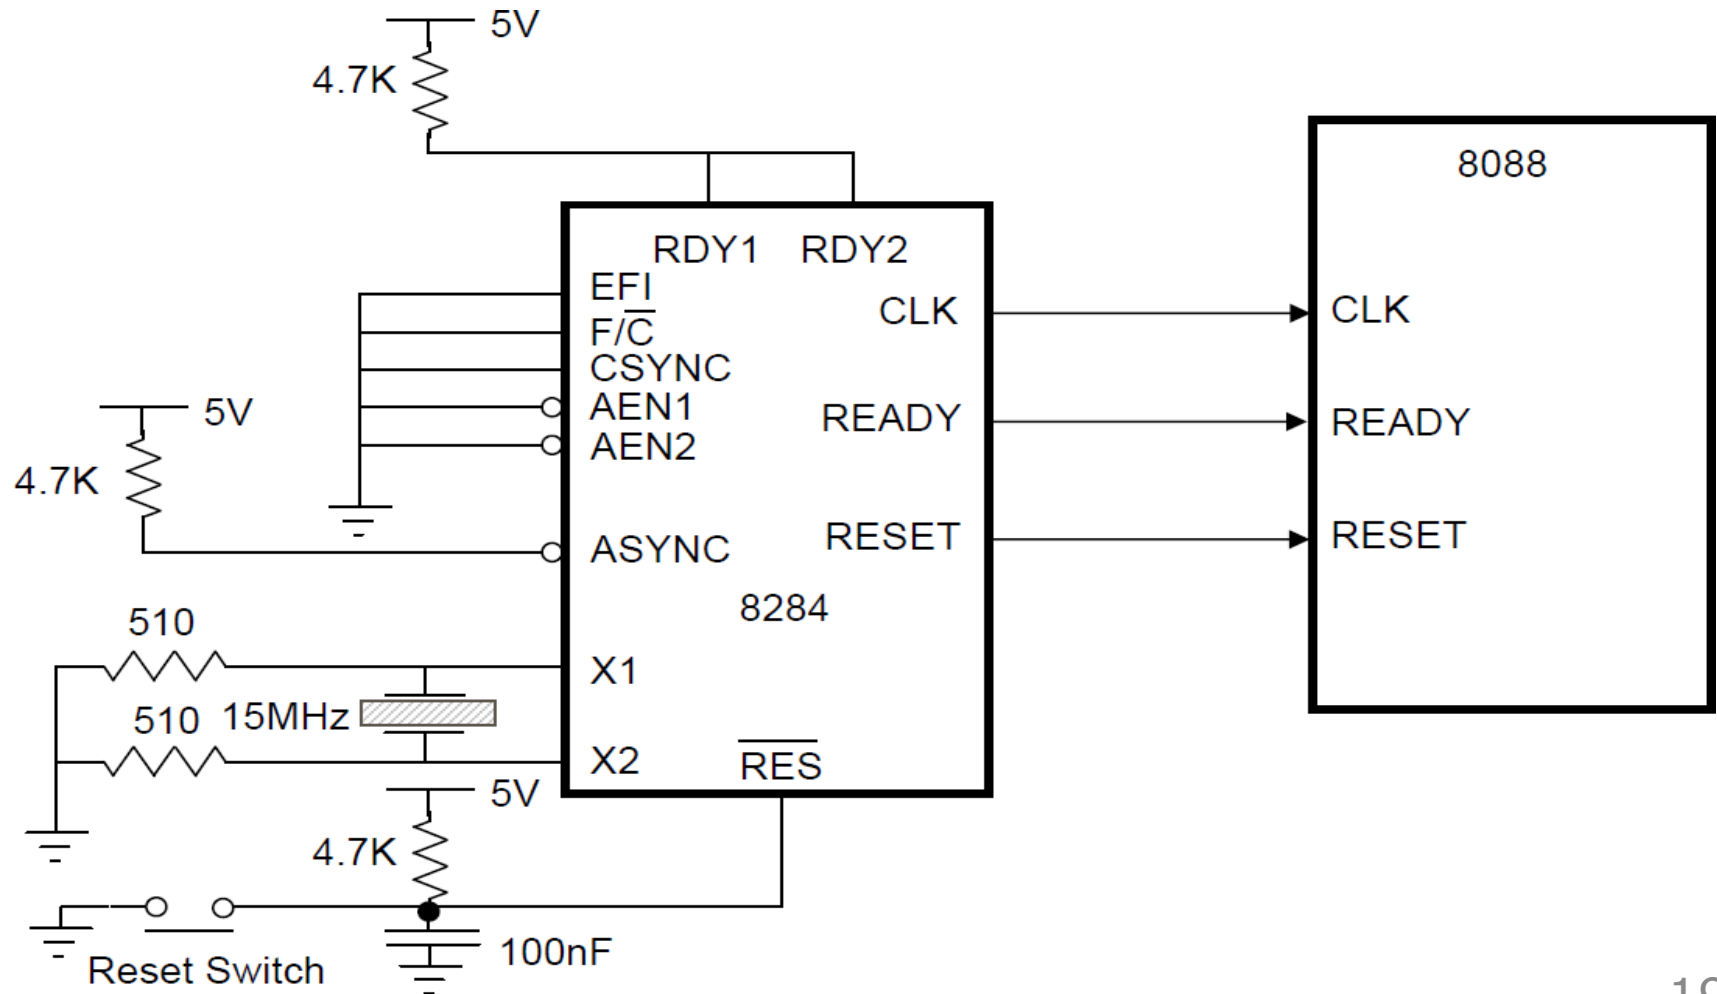 5V
4.7K
8088
RDY1 RDY2
EFI
F/C̅
CLK
CLK
CSYNC
AEN1
5V
READY
READY
AEN2
4.7K
ASYNC
RESET
RESET
8284
510
X1
510
15MHz
X2
R̅E̅S̅
5V
4.7K
100nF
Reset Switch